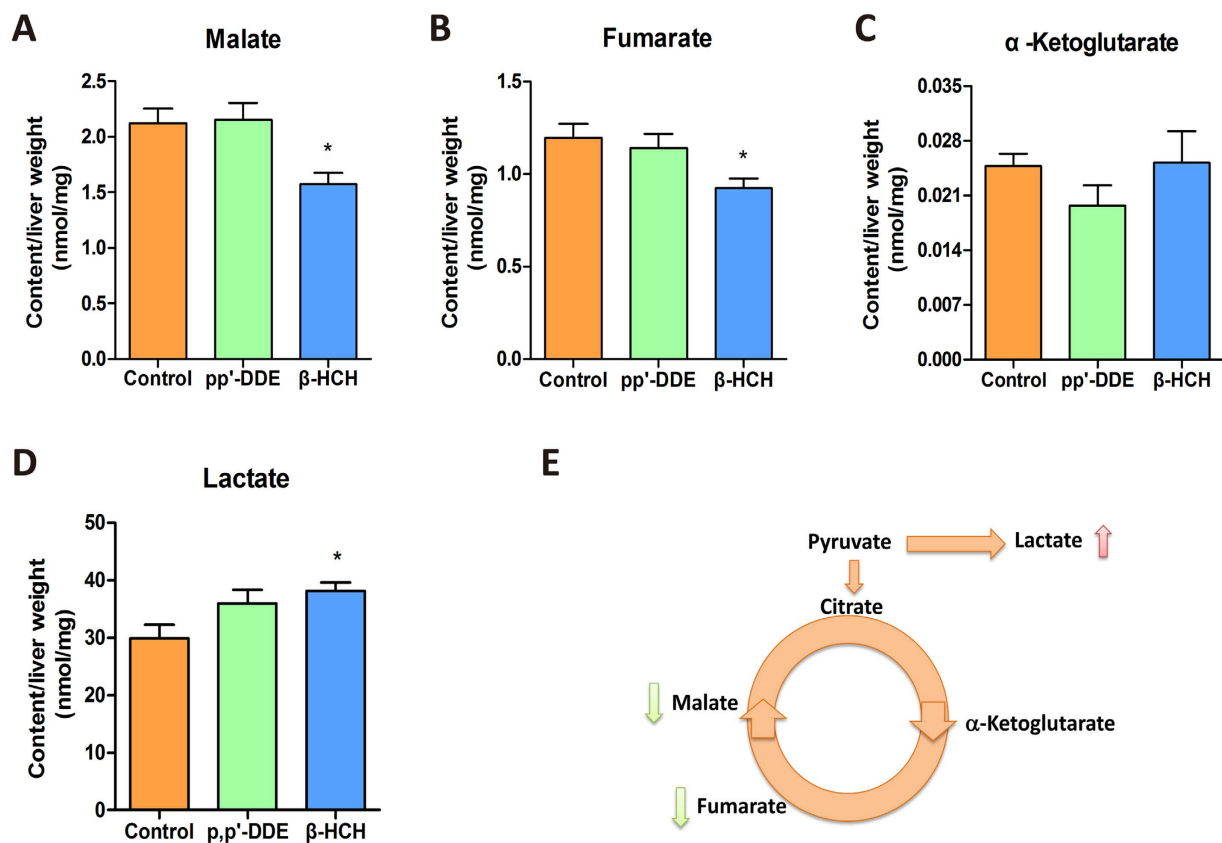 A
Malate
Content/liver weight
(nmol/mg)
2.5
2.0
1.5
1.0
0.5
0.0
*
Control pp'-DDE β-HCH
B
Fumarate
Content/liver weight
(nmol/mg)
1.5
1.0
0.5
0.0
*
Control pp'-DDE β-HCH
C
α -Ketoglutarate
Content/liver weight
(nmol/mg)
0.035
0.028
0.021
0.014
0.007
0.000
Control pp'-DDE β-HCH
D
Lactate
Content/liver weight
(nmol/mg)
50
40
30
20
10
0
*
Control p,p'-DDE β-HCH
E
Pyruvate Lactate
Citrate
Malate
α-Ketoglutarate
Fumarate